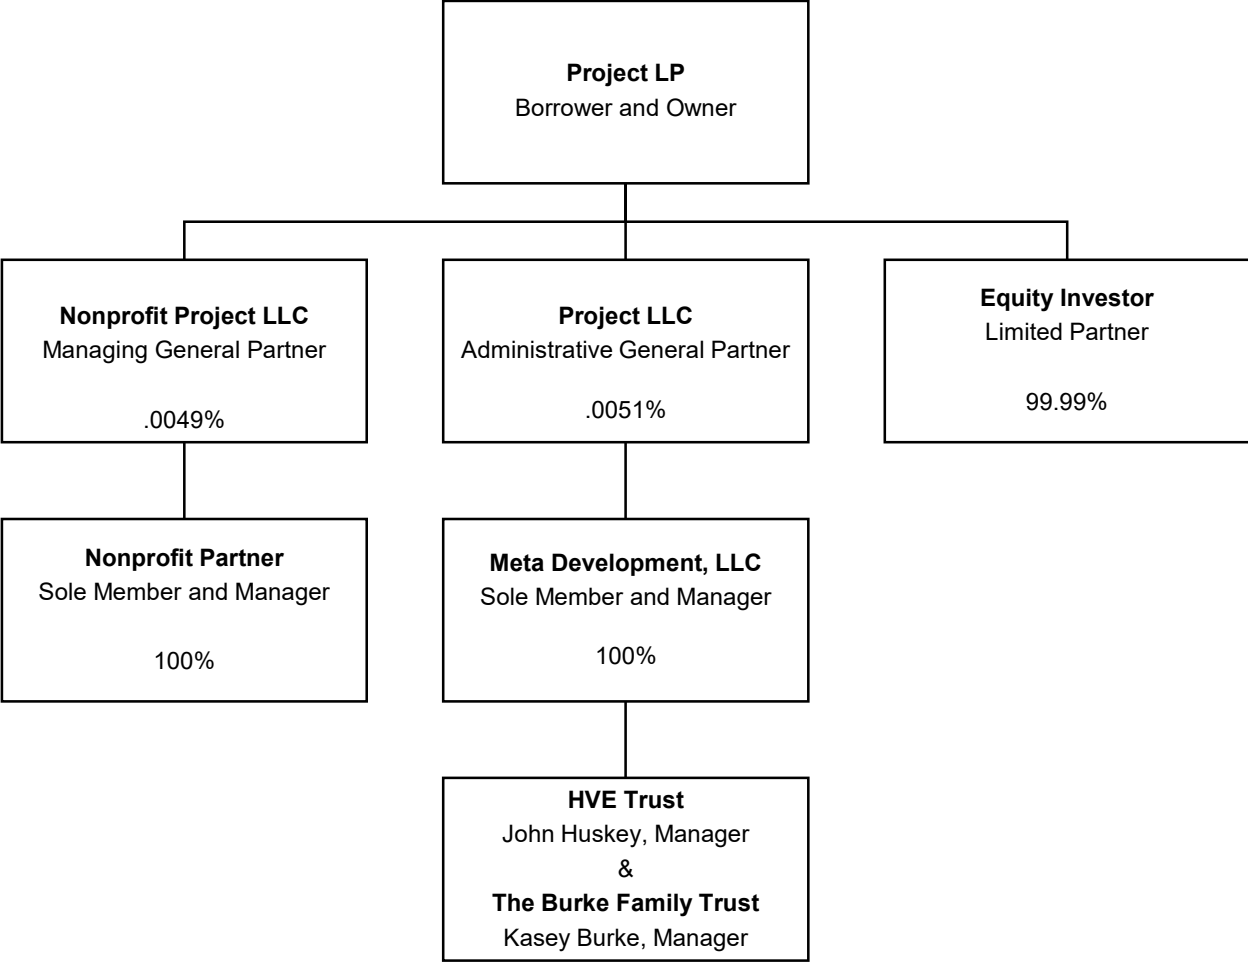 Project LP
Borrower and Owner
Nonprofit Project LLC
Managing General Partner
.0049%
Project LLC
Administrative General Partner
.0051%
Equity Investor
Limited Partner
99.99%
Nonprofit Partner
Sole Member and Manager
100%
Meta Development, LLC
Sole Member and Manager
100%
HVE Trust
John Huskey, Manager
&
The Burke Family Trust
Kasey Burke, Manager